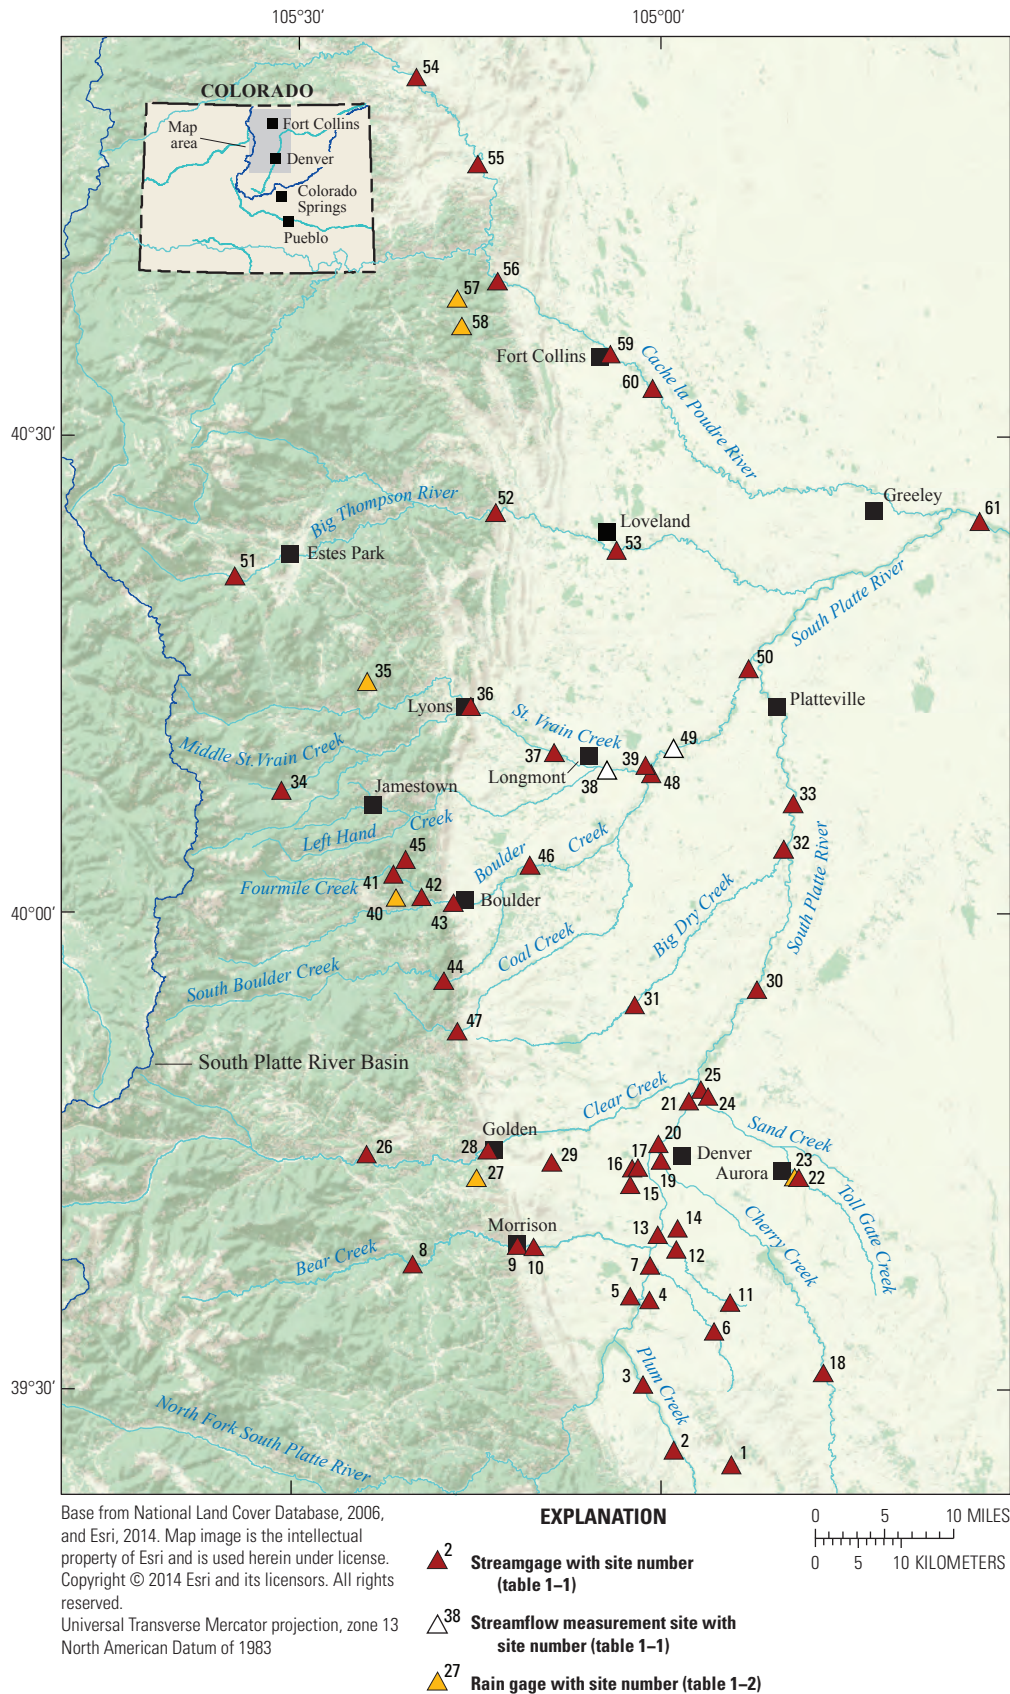 105°30'
105°00'
54
COLORADO
Map
area
Fort Collins
Denver
Colorado
Springs
Pueblo
55
56
57
58
59
Fort Collins
60
Cache la Poudre River
40°30'
Greeley
61
Big Thompson River
52
Loveland
53
Estes Park
51
South Platte River
50
35
Platteville
Lyons
36
St. Vrain Creek
Middle St. Vrain Creek
37
49
39
Longmont
38
48
34
Jamestown
33
Left Hand Creek
32
45
Boulder Creek
46
41
Fourmile Creek
42
40
43
Boulder
40°00'
Big Dry Creek
South Platte River
Coal Creek
44
South Boulder Creek
30
31
47
South Platte River Basin
25
Clear Creek
21
24
Sand Creek
Golden
20
26
28
29
17
16
Denver
23
Aurora
19
22
27
15
Toll Gate Creek
Cherry Creek
Morrison
14
13
Bear Creek
8
9
10
12
7
5
4
11
6
18
3
Plum Creek
39°30'
North Fork South Platte River
2
1
Base from National Land Cover Database, 2006,
and Esri, 2014. Map image is the intellectual
property of Esri and is used herein under license.
Copyright © 2014 Esri and its licensors. All rights
reserved.
Universal Transverse Mercator projection, zone 13
North American Datum of 1983
EXPLANATION
2 Streamgage with site number
(table 1–1)
38 Streamflow measurement site with
site number (table 1–1)
27 Rain gage with site number (table 1–2)
0 5 10 MILES
0 5 10 KILOMETERS